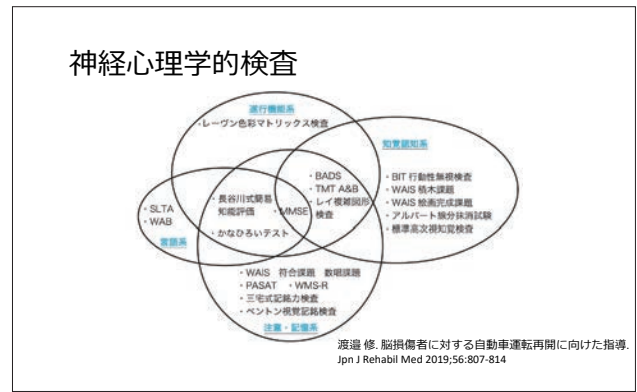 神経心理学的検査
遂行機能系
・レーヴン色彩マトリックス検査
知覚認知系
・BADS
・TMT A&B
・レイ複雑図形
検査
・BIT 行動性無視検査
・WAIS 積木課題
・WAIS 絵画完成課題
・アルバート線分抹消試験
・標準高次視知覚検査
・長谷川式簡易
知能評価
・MMSE
・かなひろいテスト
・SLTA
・WAB
言語系
・WAIS 符合課題 数唱課題
・PASAT ・WMS-R
・三宅式記銘力検査
・ベントン視覚記銘検査
注意・記憶系
渡邉 修. 脳損傷者に対する自動車運転再開に向けた指導.
Jpn J Rehabil Med 2019;56:807-814